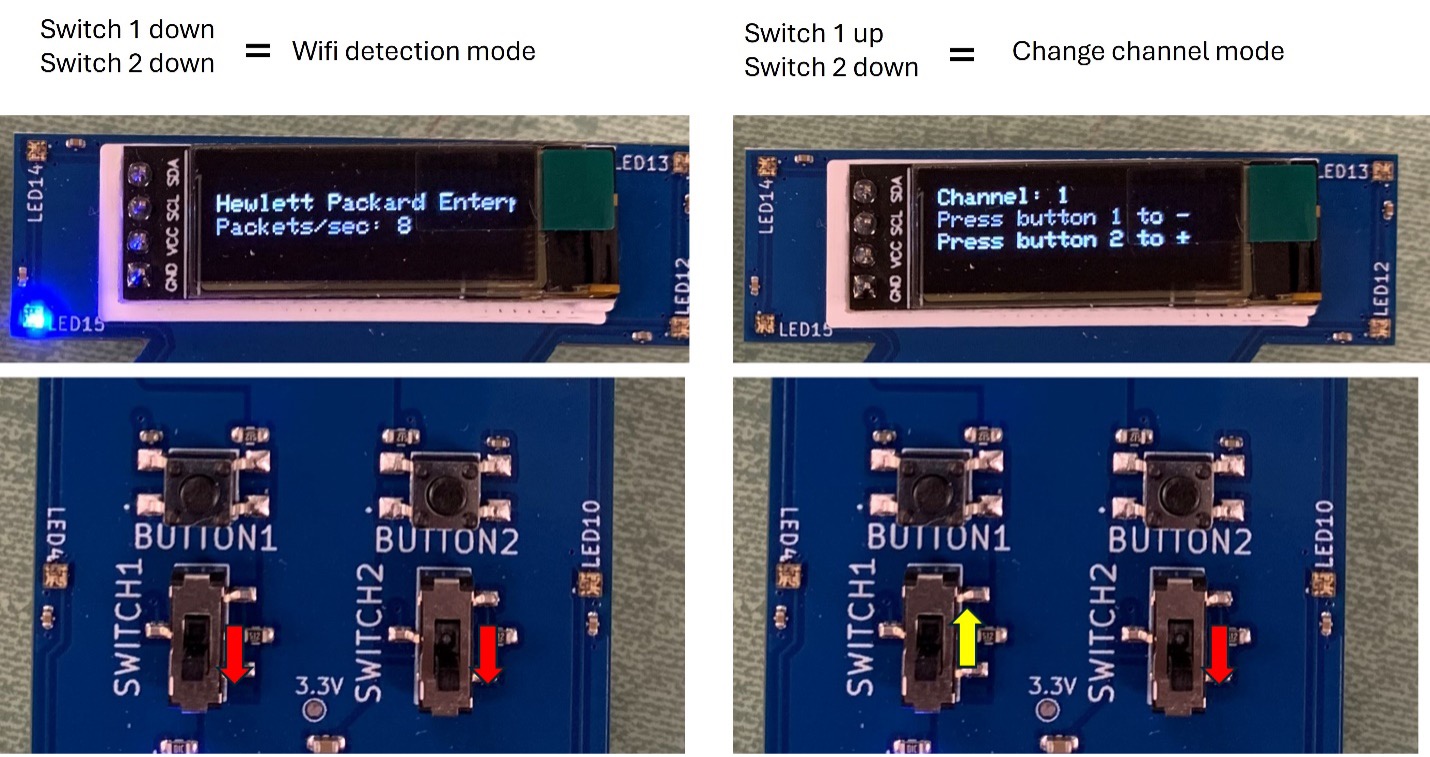 Switch 1 down
Switch 2 down
=
Wifi detection mode
Switch 1 up
Switch 2 down
=
Change channel mode
LED14
SDA
SCL
VCC
GND
Hewlett Packard Enterp
Packets/sec: 8
LED13
LED12
LED15
LED14
SDA
SCL
VCC
GND
Channel: 1
Press button 1 to -
Press button 2 to +
LED13
LED12
LED15
BUTTON1
BUTTON2
LED4
LED10
SWITCH1
SWITCH2
3.3V
BUTTON1
BUTTON2
LED4
LED10
SWITCH1
SWITCH2
3.3V